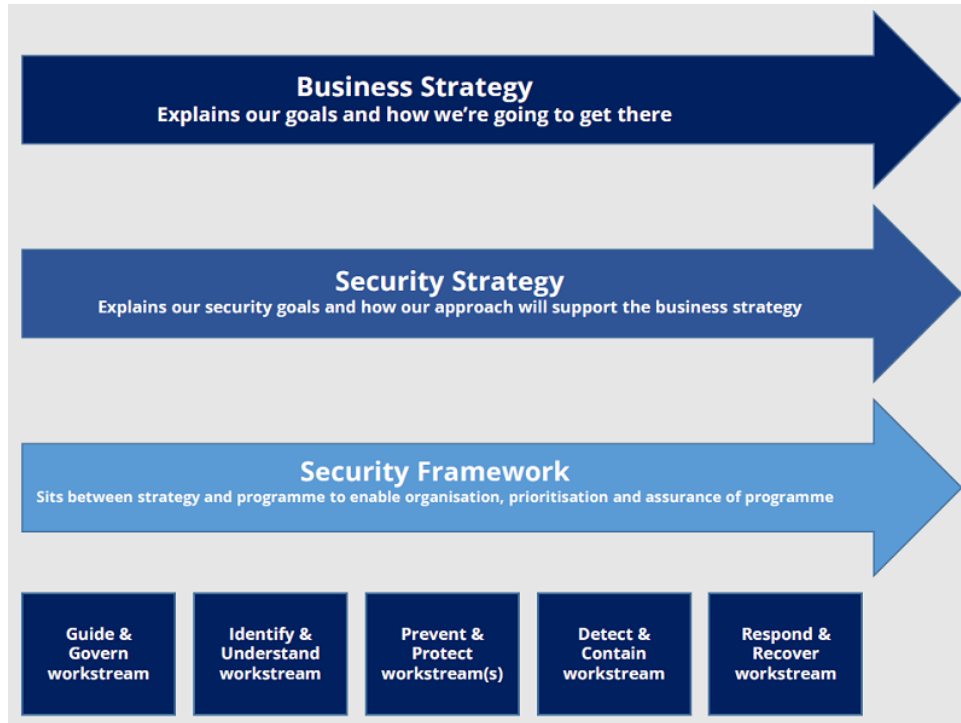 Business Strategy
Explains our goals and how we're going to get there
Security Strategy
Explains our security goals and how our approach will support the business strategy
Security Framework
Sits between strategy and programme to enable organisation, prioritisation and assurance of programme
Guide &
Govern
workstream
Identify &
Understand
workstream
Prevent &
Protect
workstream(s)
Detect &
Contain
workstream
Respond &
Recover
workstream